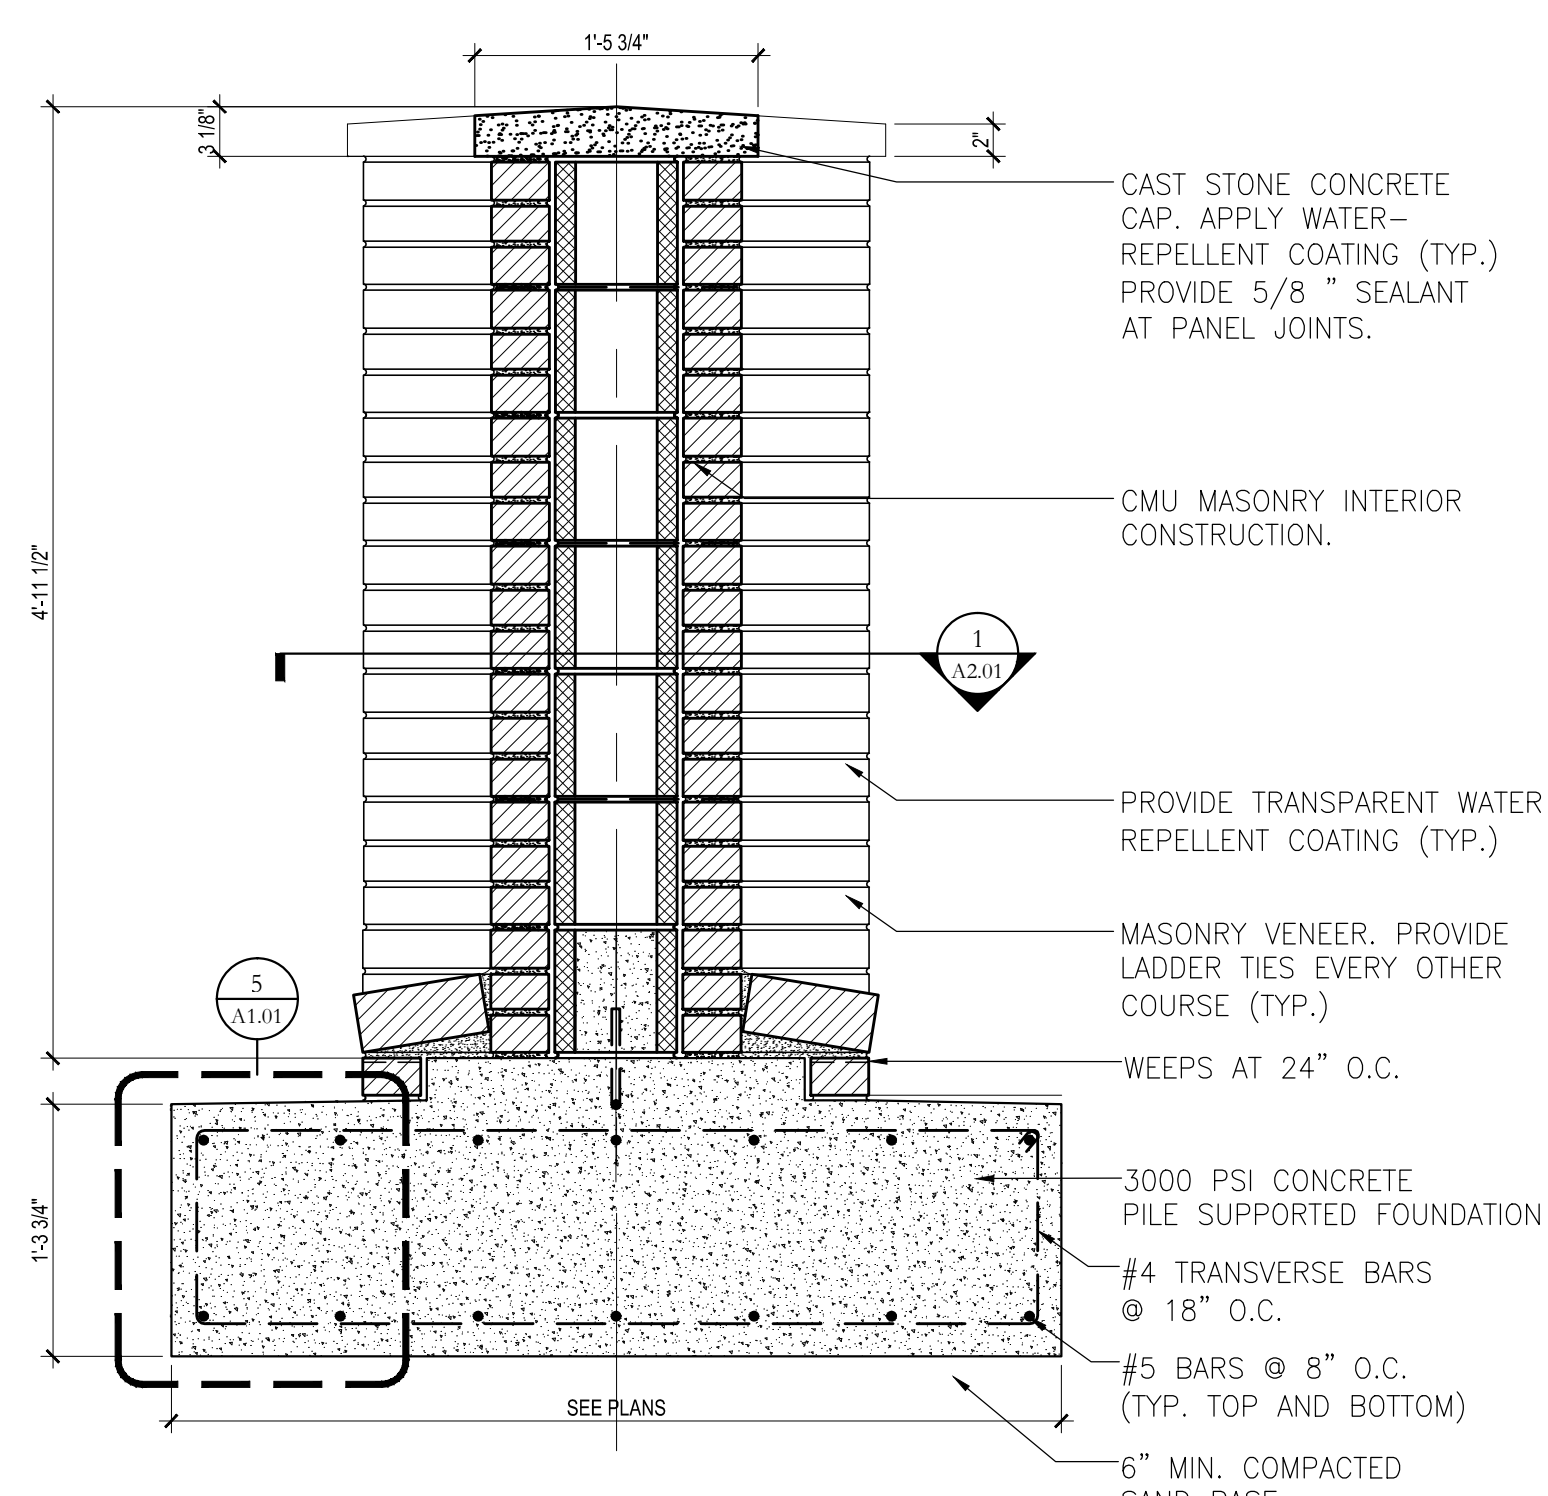 1'-5 3/4"
3 1/8"
2"
CAST STONE CONCRETE
CAP. APPLY WATER-
REPELLENT COATING (TYP.)
PROVIDE 5/8 " SEALANT
AT PANEL JOINTS.
CMU MASONRY INTERIOR
CONSTRUCTION.
4'-11 1/2"
1
A2.01
PROVIDE TRANSPARENT WATER
REPELLENT COATING (TYP.)
MASONRY VENEER. PROVIDE
LADDER TIES EVERY OTHER
COURSE (TYP.)
5
A1.01
WEEPS AT 24" O.C.
3000 PSI CONCRETE
PILE SUPPORTED FOUNDATION
1'-3 3/4"
#4 TRANSVERSE BARS
@ 18" O.C.
#5 BARS @ 8" O.C.
(TYP. TOP AND BOTTOM)
SEE PLANS
6" MIN. COMPACTED